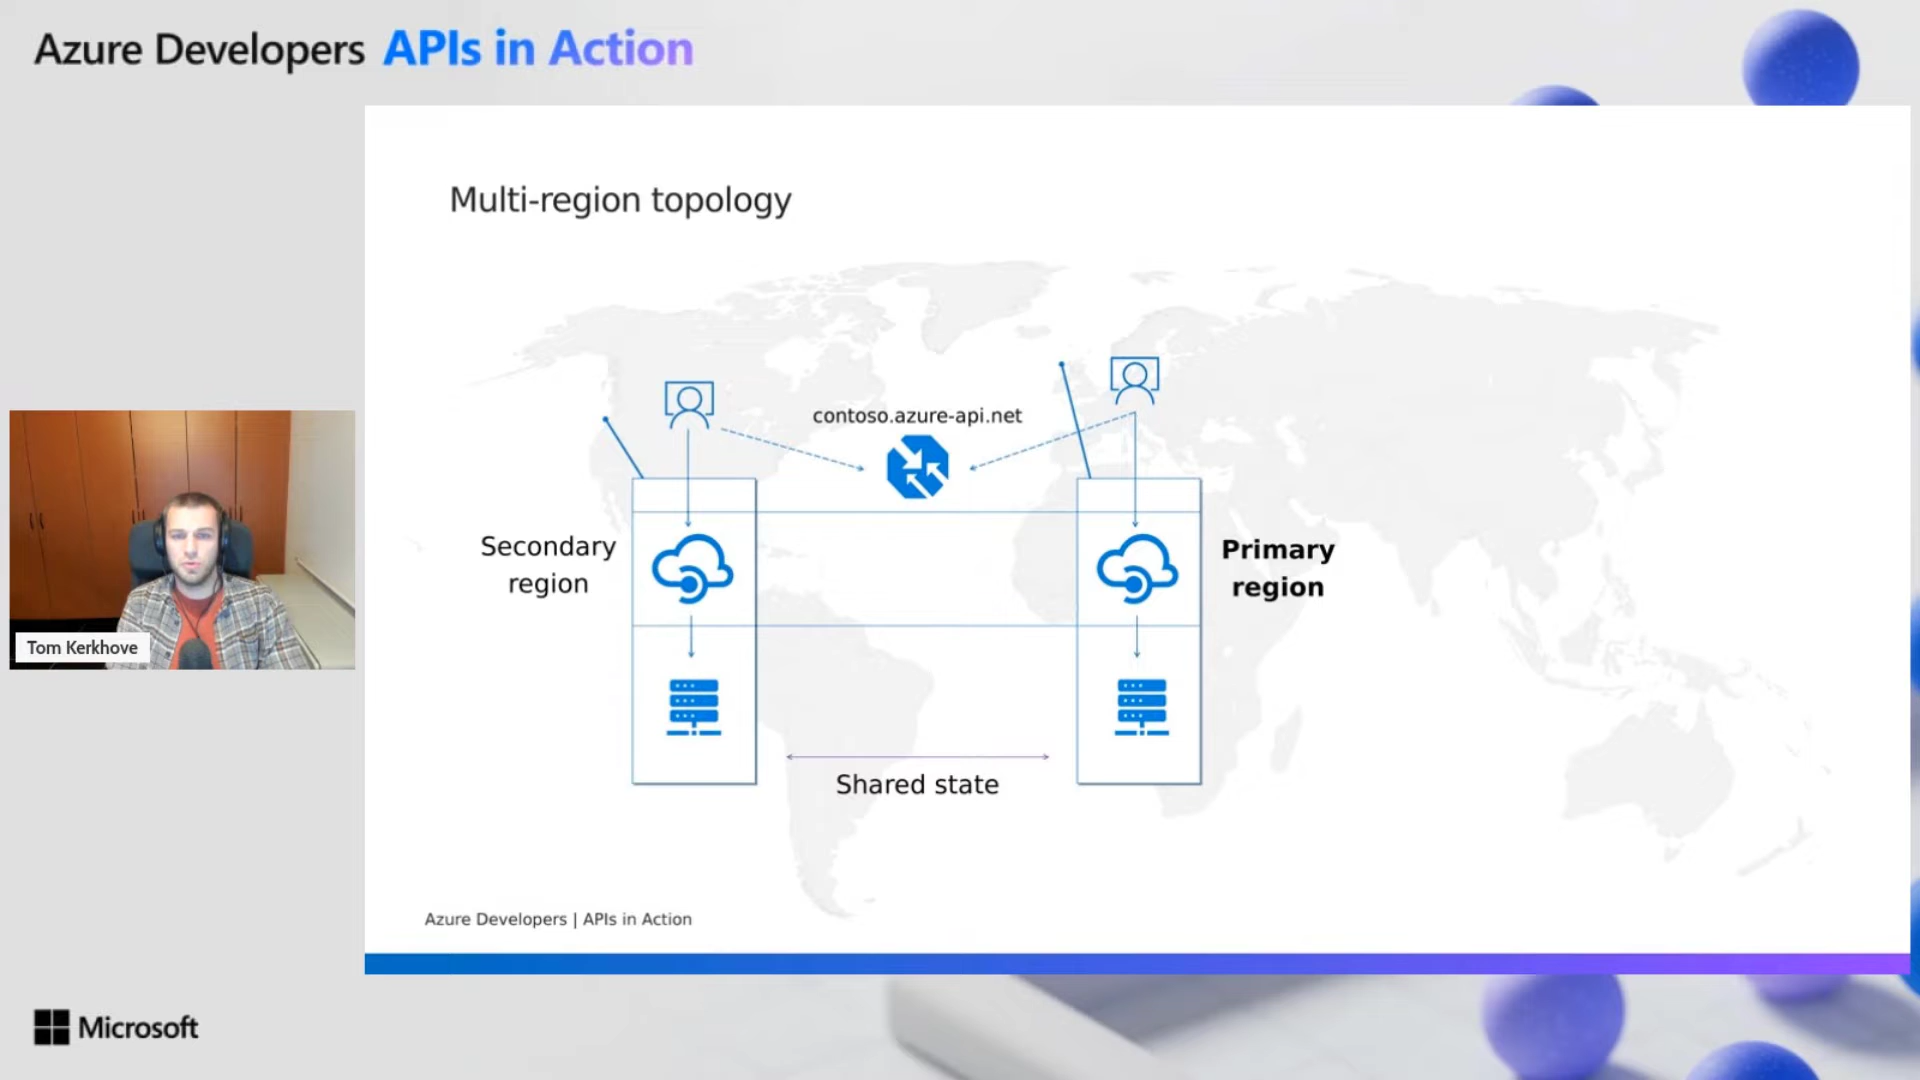 Azure Developers APIs in Action
Multi-region topology
contoso.azure-api.net
Secondary
region
Primary
region
Tom Kerkhove
Shared state
Azure Developers | APIs in Action
Microsoft